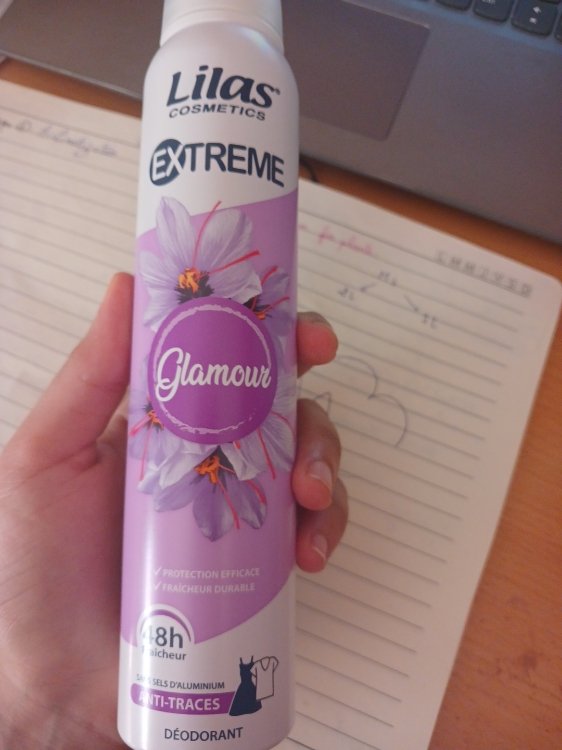 Lilas®
COSMETICS
EXTREME
Glamour
✓ PROTECTION EFFICACE
✓ FRAÎCHEUR DURABLE
48h
fraîcheur
SANS SELS D'ALUMINIUM
ANTI-TRACES
DÉODORANT
L M M J V S D